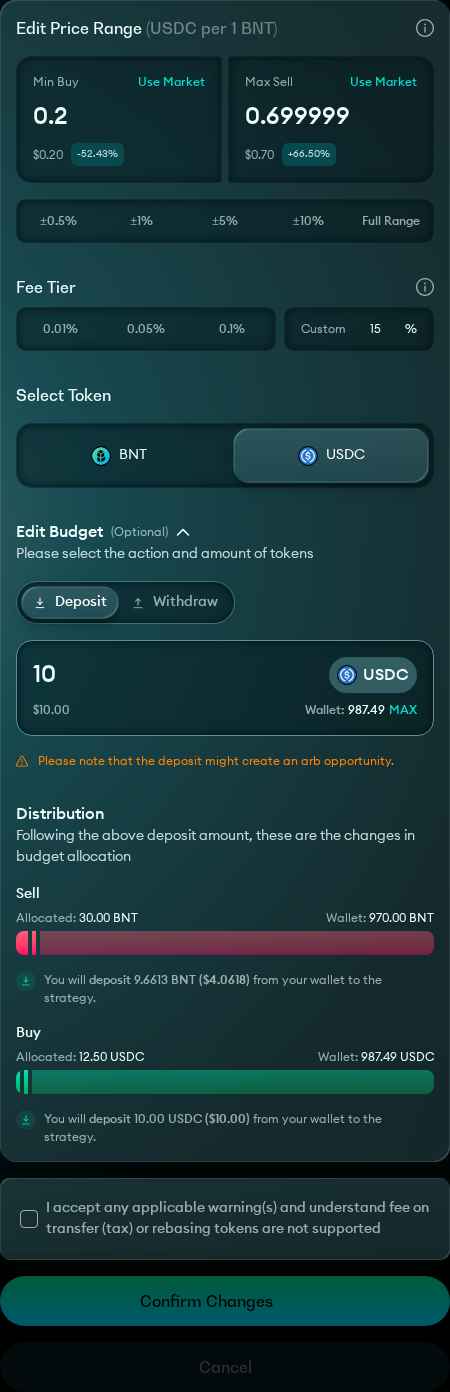 Edit Price Range (USDC per 1 BNT)
Min Buy Use Market Max Sell Use Market
0.2 0.699999
$0.20 -52.43% $0.70 +66.50%
±0.5% ±1% ±5% ±10% Full Range
Fee Tier
0.01% 0.05% 0.1% Custom 15 %
Select Token
BNT USDC
Edit Budget (Optional)
Please select the action and amount of tokens
Deposit Withdraw
10 USDC
$10.00 Wallet: 987.49 MAX
Please note that the deposit might create an arb opportunity.
Distribution
Following the above deposit amount, these are the changes in
budget allocation
Sell
Allocated: 30.00 BNT Wallet: 970.00 BNT
You will deposit 9.6613 BNT ($4.0618) from your wallet to the
strategy.
Buy
Allocated: 12.50 USDC Wallet: 987.49 USDC
You will deposit 10.00 USDC ($10.00) from your wallet to the
strategy.
I accept any applicable warning(s) and understand fee on
transfer (tax) or rebasing tokens are not supported
Confirm Changes
Cancel